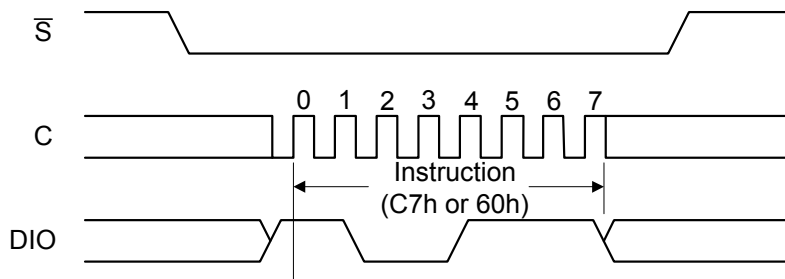 S̅
0 1 2 3 4 5 6 7
C
Instruction
(C7h or 60h)
DIO